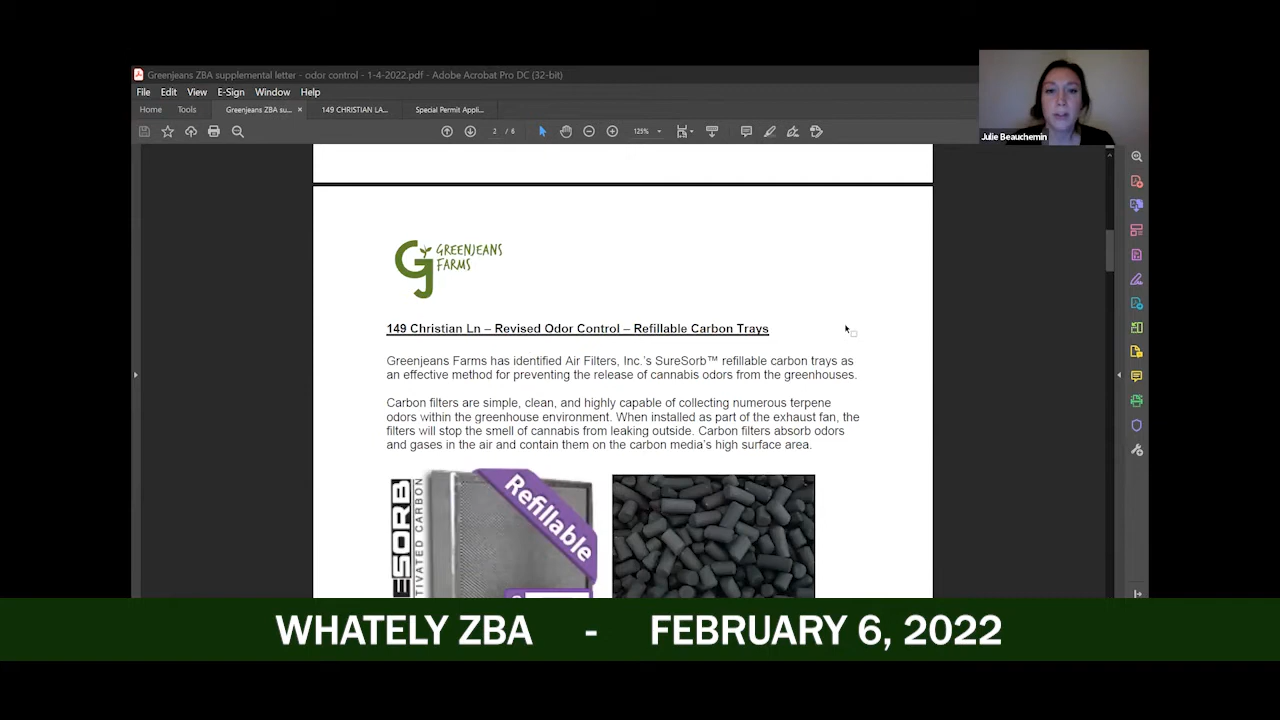 Greenjeans ZBA supplemental letter - odor control - 1-4-2022.pdf - Adobe Acrobat Pro DC (32-bit)
File Edit View E-Sign Window Help
Home Tools Greenjeans ZBA su... × 149 CHRISTIAN LA... Special Permit Appli...
2 / 6 125%
Julie Beauchemin
GJ GREENJEANS
FARMS
149 Christian Ln – Revised Odor Control – Refillable Carbon Trays
Greenjeans Farms has identified Air Filters, Inc.'s SureSorb™ refillable carbon trays as
an effective method for preventing the release of cannabis odors from the greenhouses.
Carbon filters are simple, clean, and highly capable of collecting numerous terpene
odors within the greenhouse environment. When installed as part of the exhaust fan, the
filters will stop the smell of cannabis from leaking outside. Carbon filters absorb odors
and gases in the air and contain them on the carbon media's high surface area.
ESORB
TIVATED CARBON
Refillable
WHATELY ZBA - FEBRUARY 6, 2022